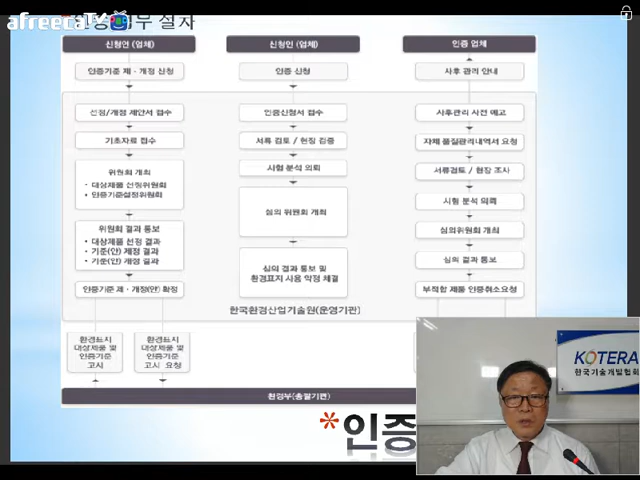 afreecaTV
신청인 (업체)
신청인 (업체)
인증 업체
인증기준 제 · 개정 신청
인증 신청
사후 관리 안내
선정/개정 제안서 접수
인증신청서 접수
사후관리 사전 예고
기초자료 접수
서류 검토 / 현장 검증
자체 품질관리내역서 요청
위원회 개최
• 대상제품 선정위원회
• 인증기준설정위원회
시험 분석 의뢰
서류검토 / 현장 조사
시험 분석 의뢰
심의 위원회 개최
심의위원회 개최
위원회 결과 통보
• 대상제품 선정 결과
• 기준(안) 제정 결과
• 기준(안) 개정 결과
심의 결과 통보 및
환경표지 사용 약정 체결
심의 결과 통보
인증기준 제 · 개정(안) 확정
부적합 제품 인증취소요청
한국환경산업기술원(운영기관)
환경표지
대상제품 및
인증기준
고시
환경표지
대상제품 및
인증기준
고시 요청
환경부(총괄기관)
*인증
KOTERA
한국기술개발협회